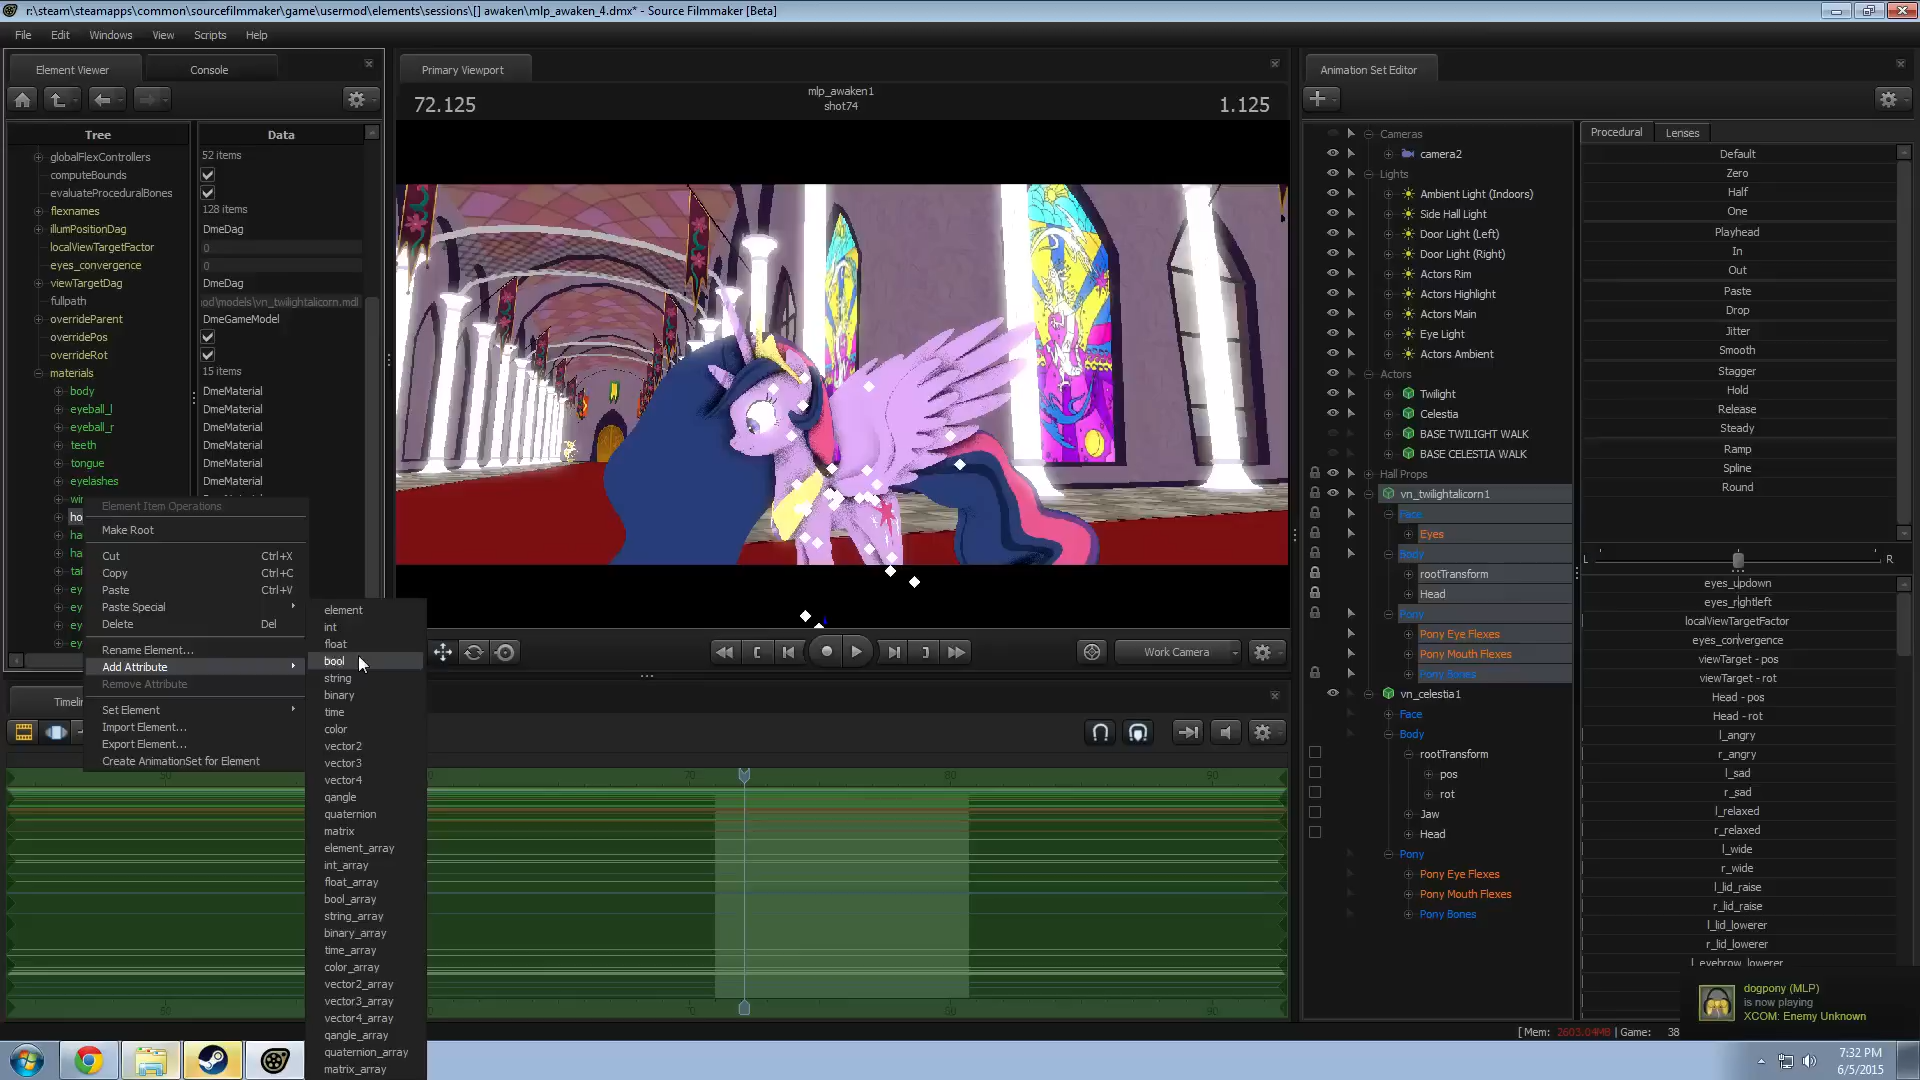 r:\steam\steamapps\common\sourcefilmmaker\game\usermod\elements\sessions\[] awaken\mlp_awaken_4.dmx* - Source Filmmaker [Beta]
File Edit Windows View Scripts Help
Element Viewer
Console
Tree
Data
globalFlexControllers 52 items
computeBounds
evaluateProceduralBones
flexnames 128 items
illumPositionDag DmeDag
localViewTargetFactor 0
eyes_convergence 0
viewTargetDag DmeDag
fullpath od\models\vn_twilightalicorn.mdl
overrideParent DmeGameModel
overridePos
overrideRot
materials 15 items
body DmeMaterial
eyeball_l DmeMaterial
eyeball_r DmeMaterial
teeth DmeMaterial
tongue DmeMaterial
eyelashes DmeMaterial
Element Item Operations
Make Root
Cut Ctrl+X
Copy Ctrl+C
Paste Ctrl+V
Paste Special
Delete Del
Rename Element...
Add Attribute
Remove Attribute
Set Element
Import Element...
Export Element...
Create AnimationSet for Element
element
int
float
bool
string
binary
time
color
vector2
vector3
vector4
qangle
quaternion
matrix
element_array
int_array
float_array
bool_array
string_array
binary_array
time_array
color_array
vector2_array
vector3_array
vector4_array
qangle_array
quaternion_array
matrix_array
Primary Viewport
72.125
mlp_awaken1
shot74
1.125
Work Camera
70
80
90
Animation Set Editor
Cameras
camera2
Lights
Ambient Light (Indoors)
Side Hall Light
Door Light (Left)
Door Light (Right)
Actors Rim
Actors Highlight
Actors Main
Eye Light
Actors Ambient
Actors
Twilight
Celestia
BASE TWILIGHT WALK
BASE CELESTIA WALK
Hall Props
vn_twilightalicorn1
Face
Eyes
Body
rootTransform
Head
Pony
Pony Eye Flexes
Pony Mouth Flexes
Pony Bones
vn_celestia1
Face
Body
rootTransform
pos
rot
Jaw
Head
Pony
Pony Eye Flexes
Pony Mouth Flexes
Pony Bones
Procedural
Lenses
Default
Zero
Half
One
Playhead
In
Out
Paste
Drop
Jitter
Smooth
Stagger
Hold
Release
Steady
Ramp
Spline
Round
L
R
eyes_updown
eyes_rightleft
localViewTargetFactor
eyes_convergence
viewTarget - pos
viewTarget - rot
Head - pos
Head - rot
l_angry
r_angry
l_sad
r_sad
l_relaxed
r_relaxed
l_wide
r_wide
l_lid_raise
r_lid_raise
l_lid_lowerer
r_lid_lowerer
l_eyebrow_lowerer
dogpony (MLP)
is now playing
XCOM: Enemy Unknown
[ Mem: 2603.04MB | Game: 38
7:32 PM
6/5/2015